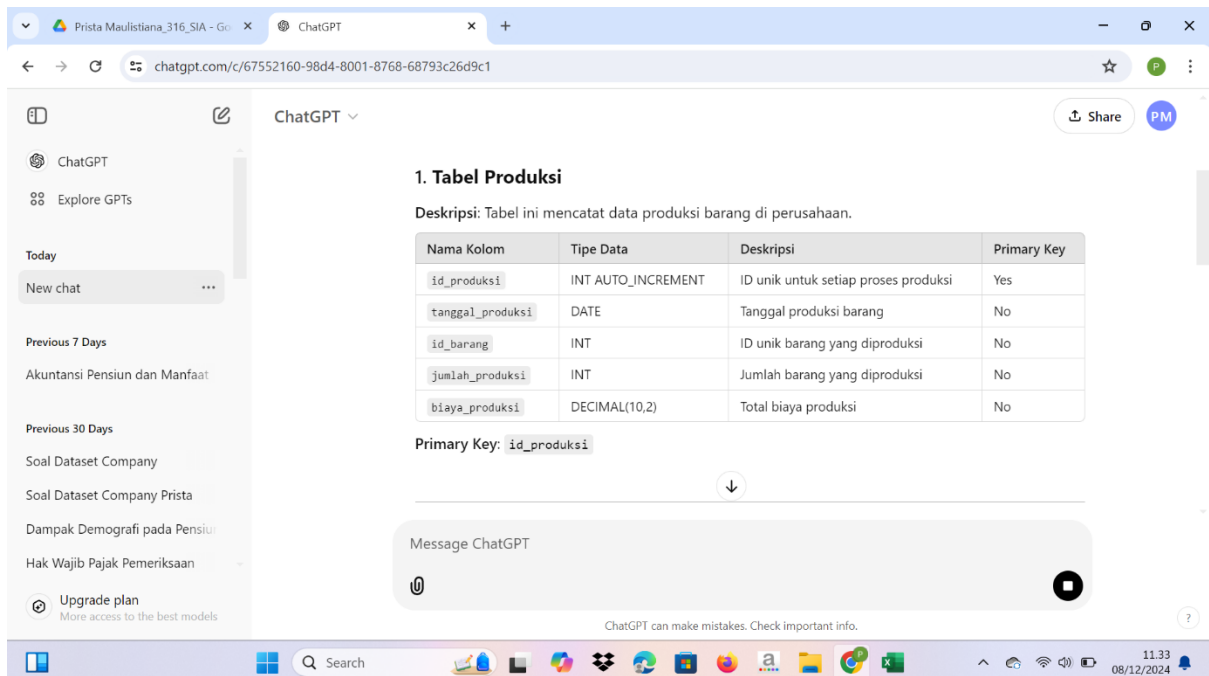 Prista Maulistiana_316_SIA - Go
ChatGPT
chatgpt.com/c/67552160-98d4-8001-8768-68793c26d9c1
P
ChatGPT
Share
PM
ChatGPT
Explore GPTs
Today
New chat
Previous 7 Days
Akuntansi Pensiun dan Manfaat
Previous 30 Days
Soal Dataset Company
Soal Dataset Company Prista
Dampak Demografi pada Pensiu
Hak Wajib Pajak Pemeriksaan
Upgrade plan
More access to the best models
1. Tabel Produksi
Deskripsi: Tabel ini mencatat data produksi barang di perusahaan.
Nama Kolom Tipe Data Deskripsi Primary Key
id_produksi INT AUTO_INCREMENT ID unik untuk setiap proses produksi Yes
tanggal_produksi DATE Tanggal produksi barang No
id_barang INT ID unik barang yang diproduksi No
jumlah_produksi INT Jumlah barang yang diproduksi No
biaya_produksi DECIMAL(10,2) Total biaya produksi No
Primary Key: id_produksi
Message ChatGPT
ChatGPT can make mistakes. Check important info.
?
Search
a
P
11.33
08/12/2024